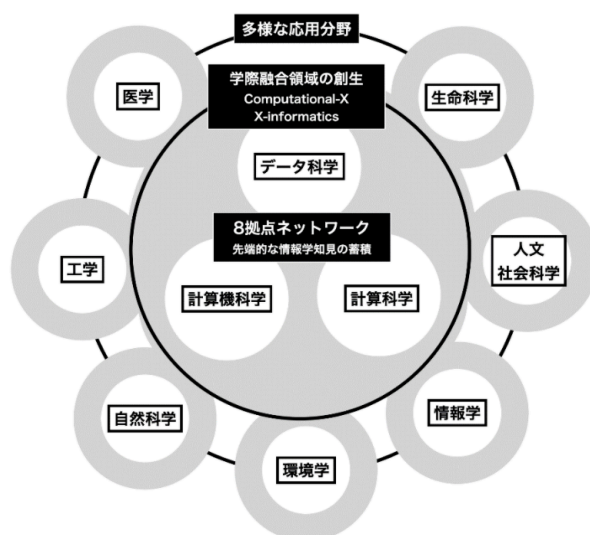 多様な応用分野
学際融合領域の創生
Computational-X
X-informatics
医学
生命科学
データ科学
8拠点ネットワーク
先端的な情報学知見の蓄積
工学
人文
社会科学
計算機科学
計算科学
自然科学
情報学
環境学